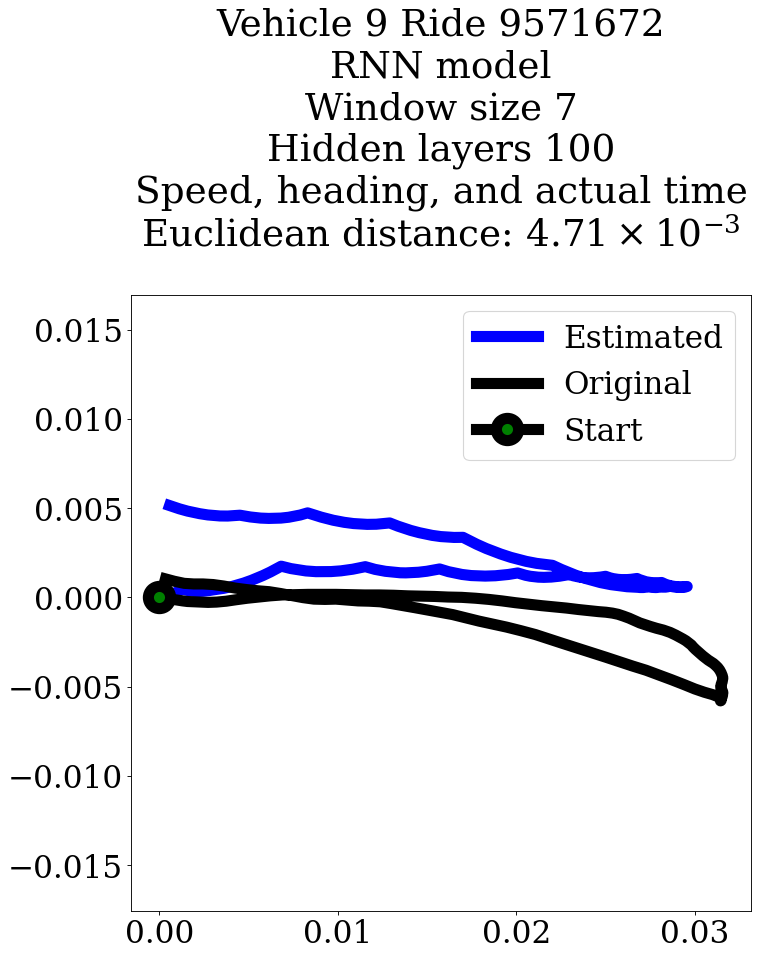 Vehicle 9 Ride 9571672
RNN model
Window size 7
Hidden layers 100
Speed, heading, and actual time
Euclidean distance: 4.71 × 10⁻³
Estimated
Original
Start
0.015
0.010
0.005
0.000
−0.005
−0.010
−0.015
0.00 0.01 0.02 0.03